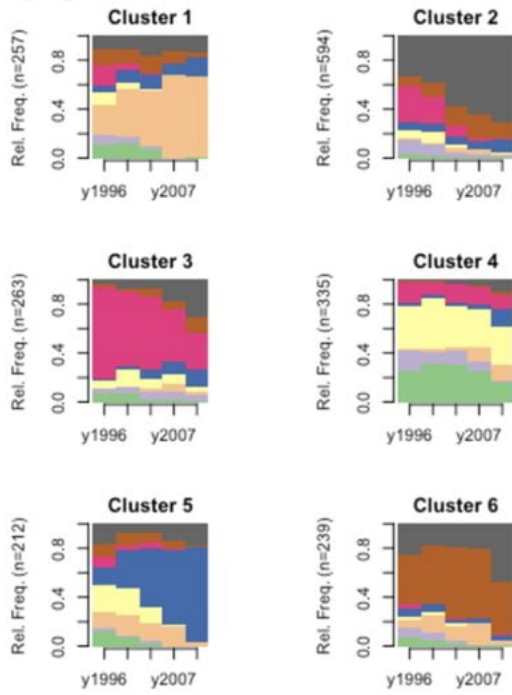 Cluster 1
Rel. Freq. (n=257)
0.0 0.4 0.8
y1996 y2007
Cluster 2
Rel. Freq. (n=594)
0.0 0.4 0.8
y1996 y2007
Cluster 3
Rel. Freq. (n=263)
0.0 0.4 0.8
y1996 y2007
Cluster 4
Rel. Freq. (n=335)
0.0 0.4 0.8
y1996 y2007
Cluster 5
Rel. Freq. (n=212)
0.0 0.4 0.8
y1996 y2007
Cluster 6
Rel. Freq. (n=239)
0.0 0.4 0.8
y1996 y2007